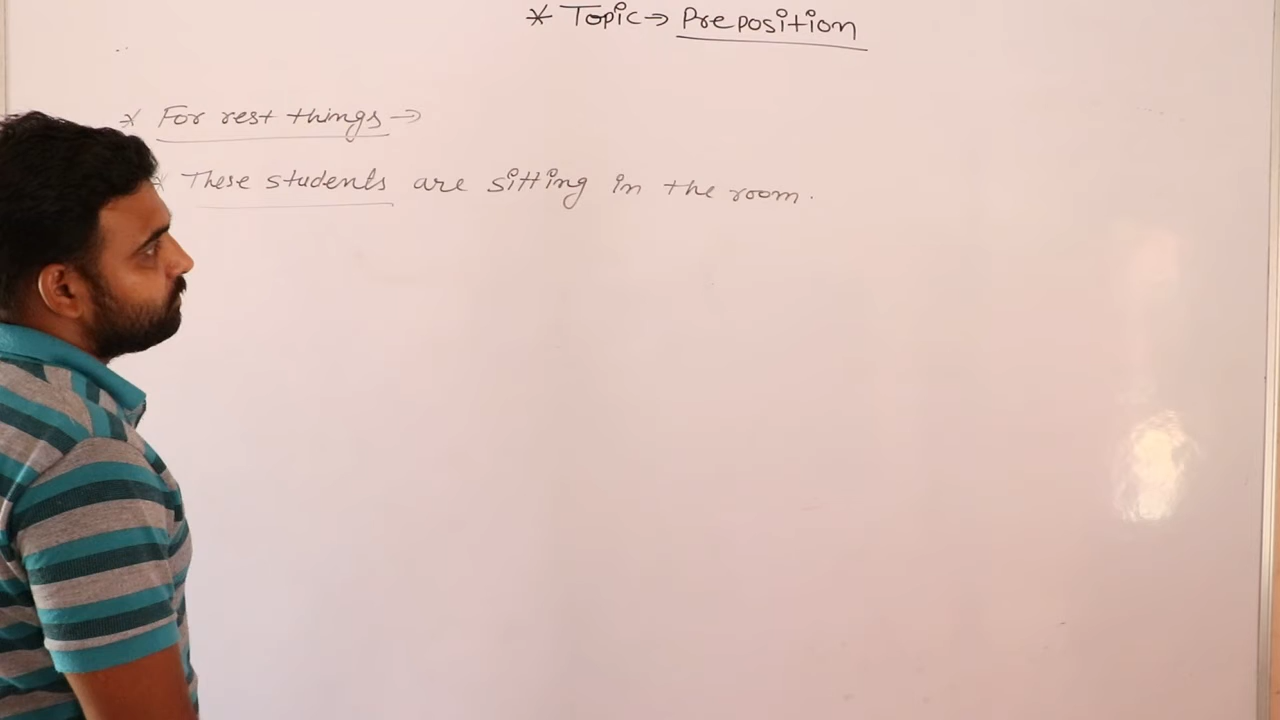 * Topic → Preposition
* For rest things →
* These students are sitting in the room.